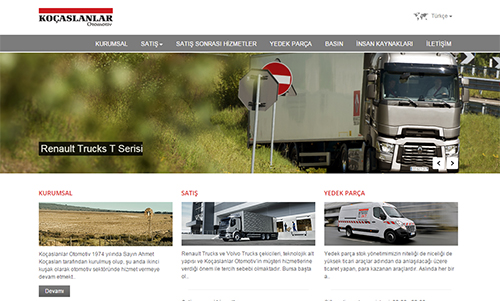 KOÇASLANLAR
Otomotiv
Türkçe
KURUMSAL SATIŞ SATIŞ SONRASI HİZMETLER YEDEK PARÇA BASIN İNSAN KAYNAKLARI İLETİŞİM
Renault Trucks T Serisi
KURUMSAL
Koçaslanlar Otomotiv 1974 yılında Sayın Ahmet
Koçaslan tarafından kurulmuş olup, şu anda ikinci
kuşak olarak otomotiv sektöründe hizmet vermeye
devam etmekted..
Devamı
SATIŞ
Renault Trucks ve Volvo Trucks çekicileri, teknolojik alt
yapısı ve Koçaslanlar Otomotiv'in müşteri hizmetlerine
verdiği önem ile tercih sebebi olmaktadır. Bursa başta
ol..
YEDEK PARÇA
Yedek parça stok yönetimimizin niteliği de niceliği de
yüksek ticari araçlar adından da anlaşılacağı üzere
ticaret yapan, para kazanan araçlardır. Aslında her bir
a..